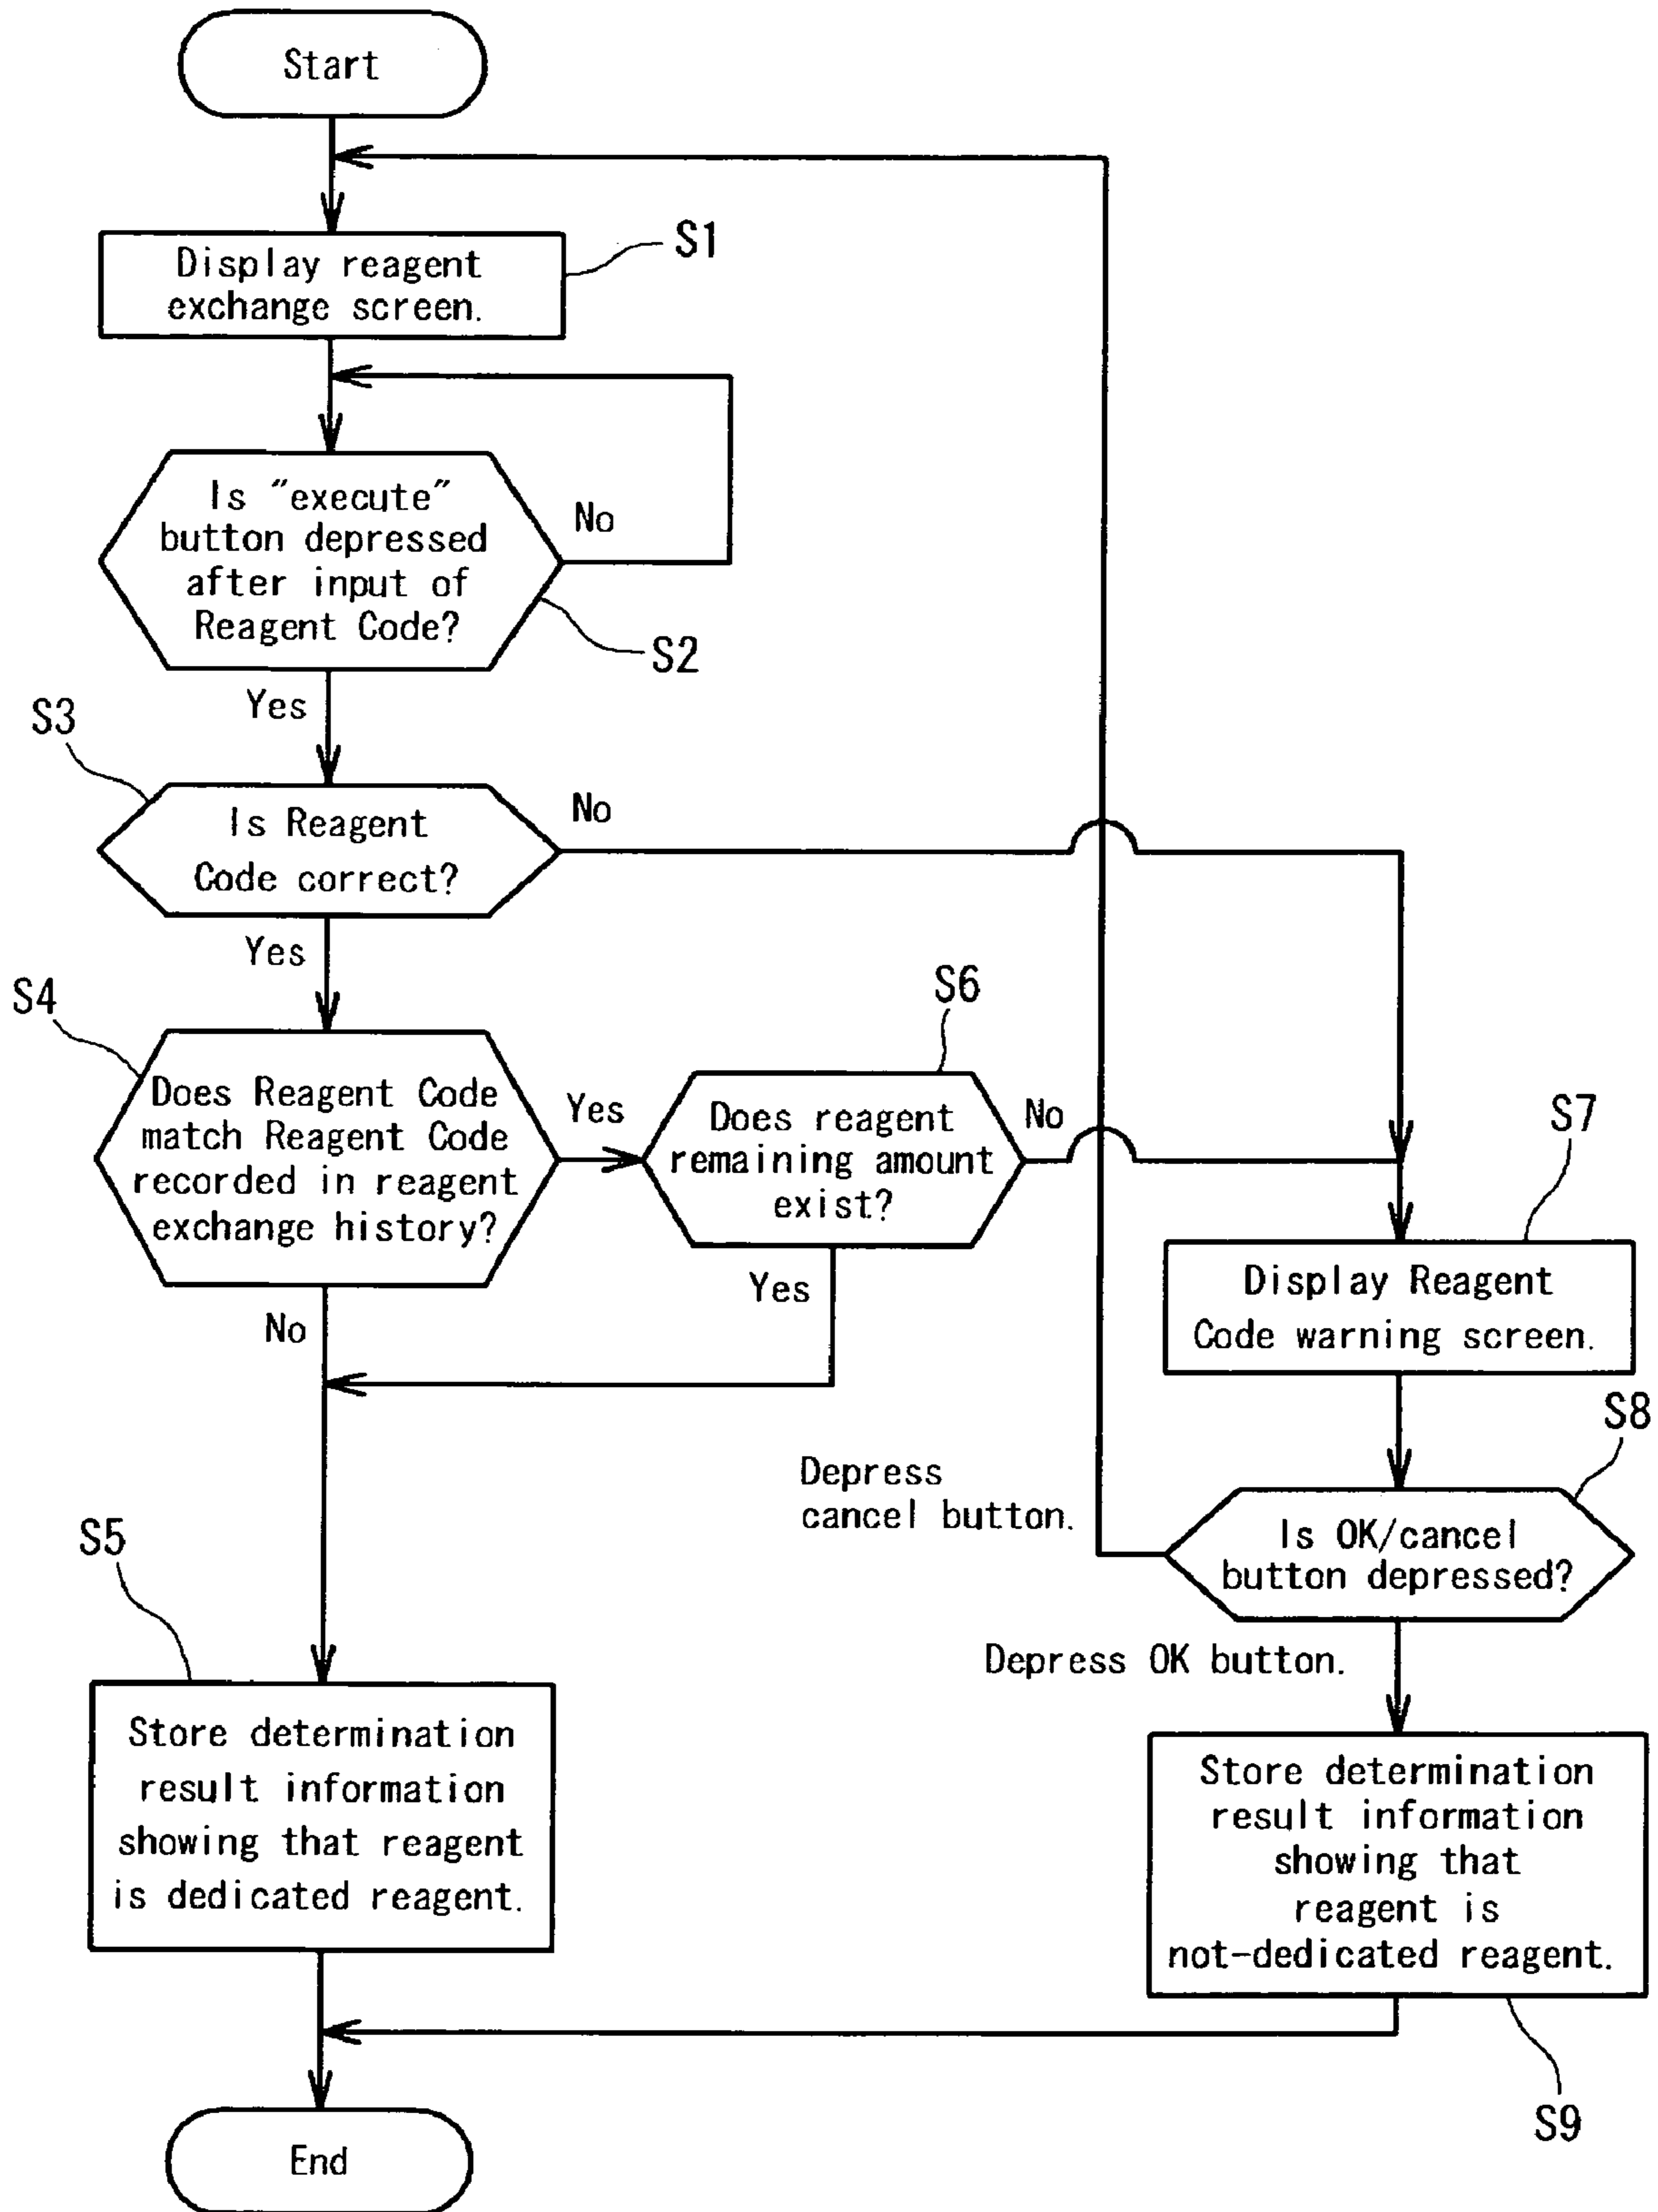 Start
Display reagent
exchange screen.
S1
Is "execute"
button depressed
after input of
Reagent Code?
No
S2
Yes
S3
Is Reagent
Code correct?
No
Yes
S4
Does Reagent Code
match Reagent Code
recorded in reagent
exchange history?
Yes
S6
Does reagent
remaining amount
exist?
No
Yes
No
S7
Display Reagent
Code warning screen.
Depress
cancel button.
S8
Is OK/cancel
button depressed?
Depress OK button.
S5
Store determination
result information
showing that reagent
is dedicated reagent.
Store determination
result information
showing that
reagent is
not-dedicated reagent.
S9
End